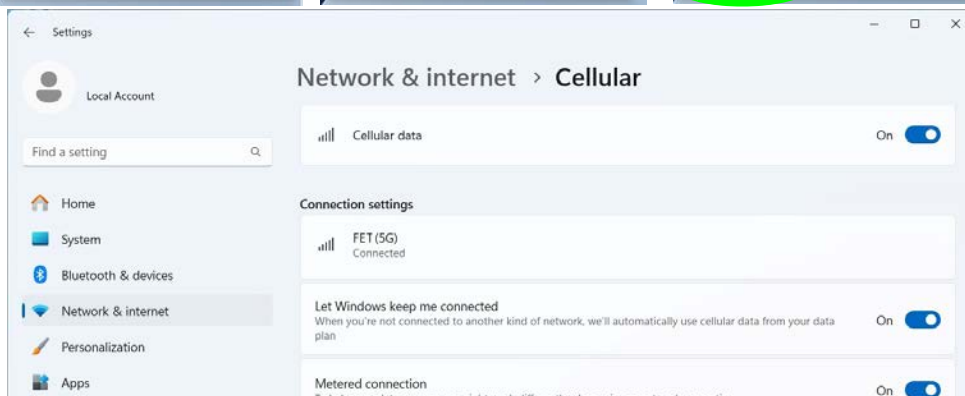 Settings
Local Account
Find a setting
Home
System
Bluetooth & devices
Network & internet
Personalization
Apps
Network & internet > Cellular
Cellular data
On
Connection settings
FET (5G)
Connected
Let Windows keep me connected
When you're not connected to another kind of network, we'll automatically use cellular data from your data
plan
On
Metered connection
On